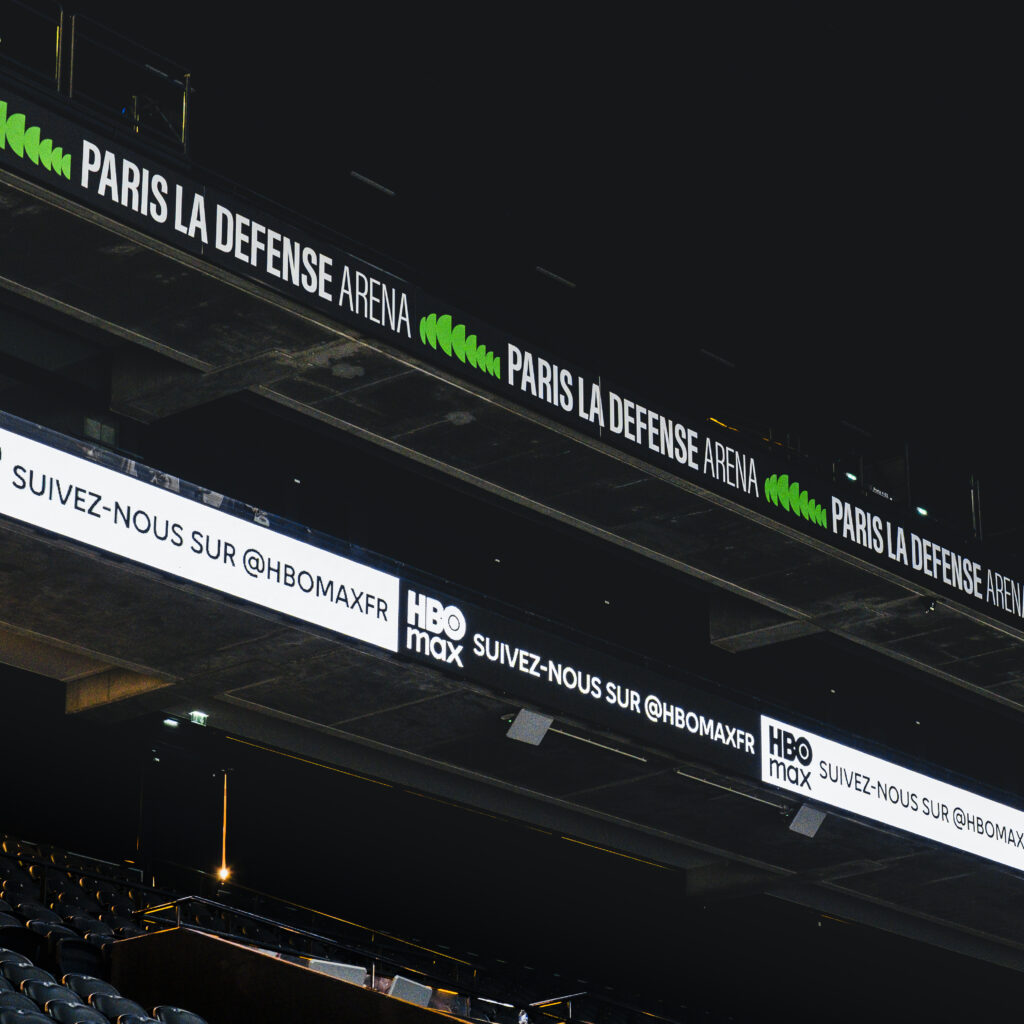 PARIS LA DEFENSE ARENA
PARIS LA DEFENSE ARENA
PARIS LA DEFENSE AREN
SUIVEZ-NOUS SUR @HBOMAXFR
HBO max SUIVEZ-NOUS SUR @HBOMAXFR
HBO max SUIVEZ-NOUS SUR @HBOMAX